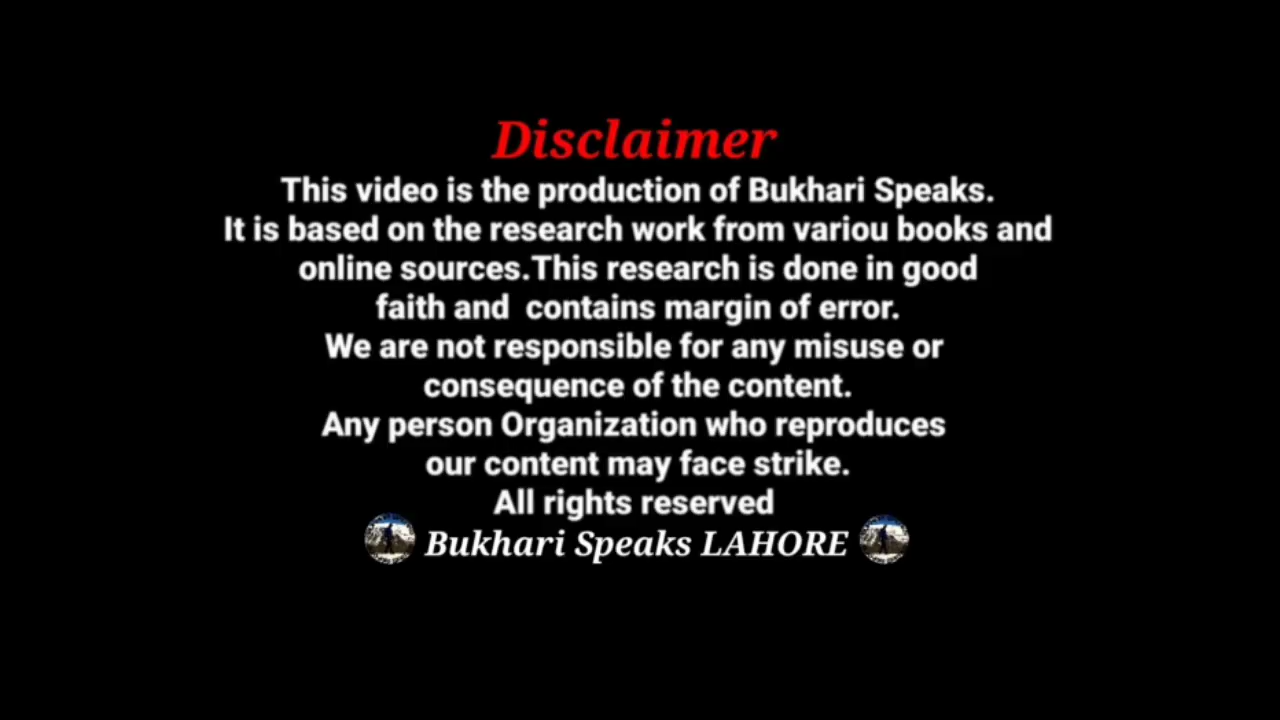 Disclaimer
This video is the production of Bukhari Speaks.
It is based on the research work from variou books and
online sources.This research is done in good
faith and  contains margin of error.
We are not responsible for any misuse or
consequence of the content.
Any person Organization who reproduces
our content may face strike.
All rights reserved
Bukhari Speaks LAHORE